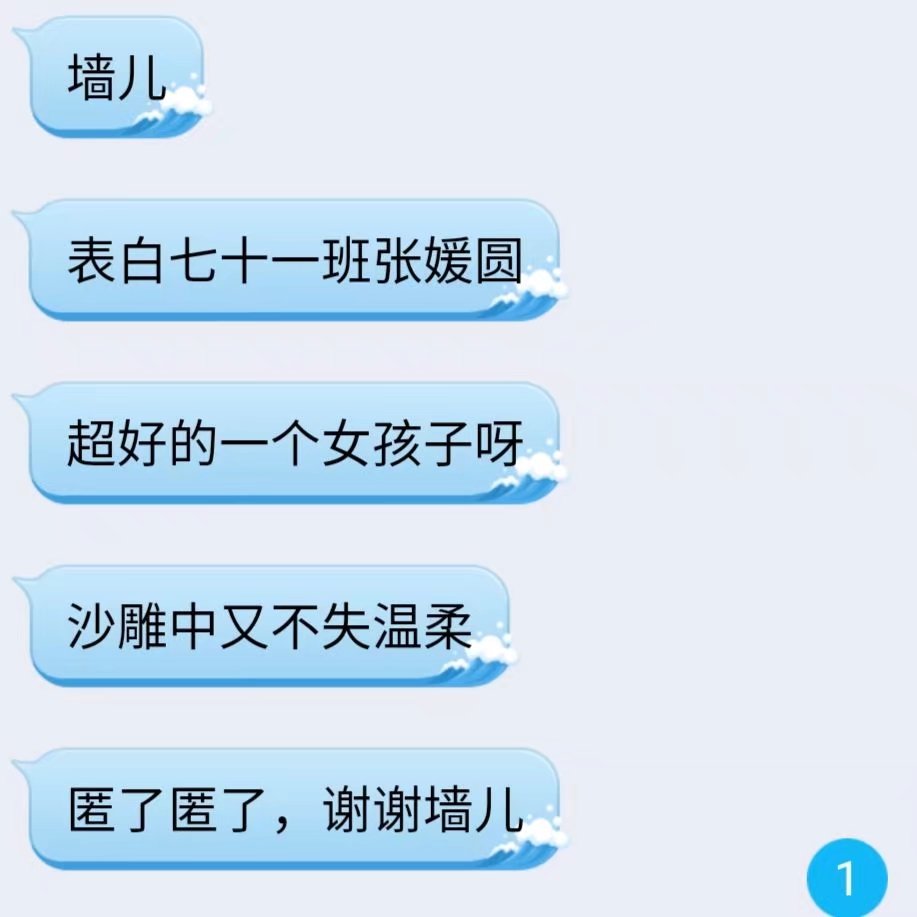 墙儿
表白七十一班张媛圆
超好的一个女孩子呀
沙雕中又不失温柔
匿了匿了，谢谢墙儿
1